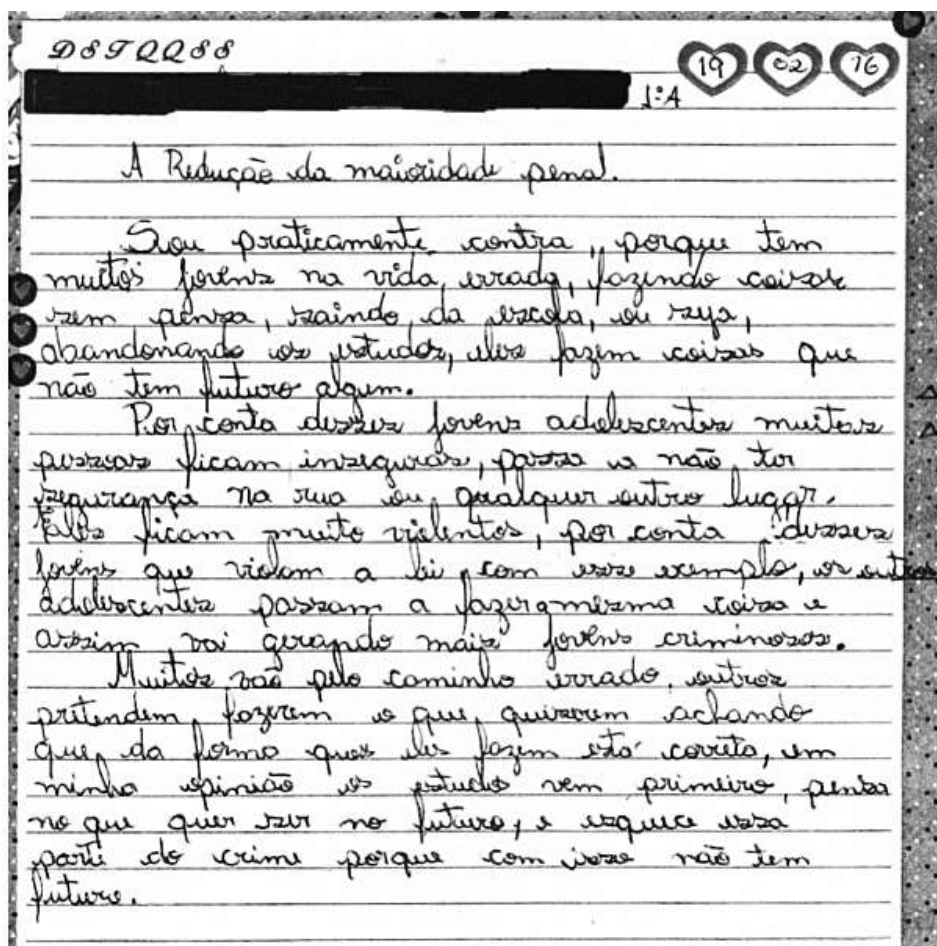 D S T Q Q S S
19 02 16
1ºA
A Redução da maioridade penal.
Sou praticamente contra, porque tem
muitos jovens na vida errada, fazendo coisas
sem pensa, saindo da escola, ou seja,
abandonando os estudos, eles fazem coisas que
não tem futuro algum.
Por conta desses jovens adolescentes muitas
pessoas ficam inseguras, passa a não ter
segurança na rua ou qualquer outro lugar.
Eles ficam muito violentos, por conta desses
jovens que violam a lei, com esse exemplo, os outros
adolescentes passam a fazer a mesma coisa e
assim vai gerando mais jovens criminosos.
Muitos vão pelo caminho errado, outros
pretendem fazerem o que quiserem achando
que da forma que eles fazem está correto, em
minha opinião os estudo vem primeiro, pensa
no que quer ser no futuro, e esquece essa
parte do crime porque com isso não tem
futuro.